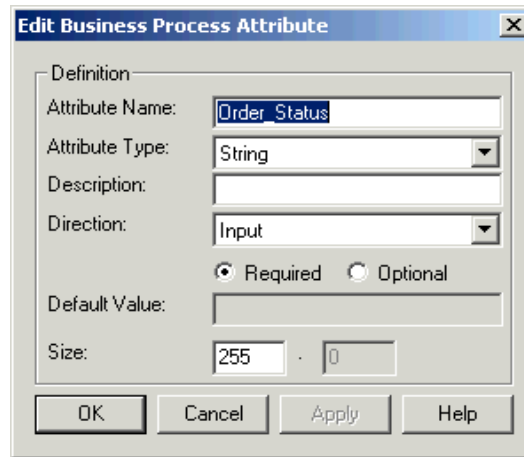 Edit Business Process Attribute
Definition
Attribute Name: Order_Status
Attribute Type: String
Description:
Direction: Input
Required Optional
Default Value:
Size: 255 . 0
OK Cancel Apply Help